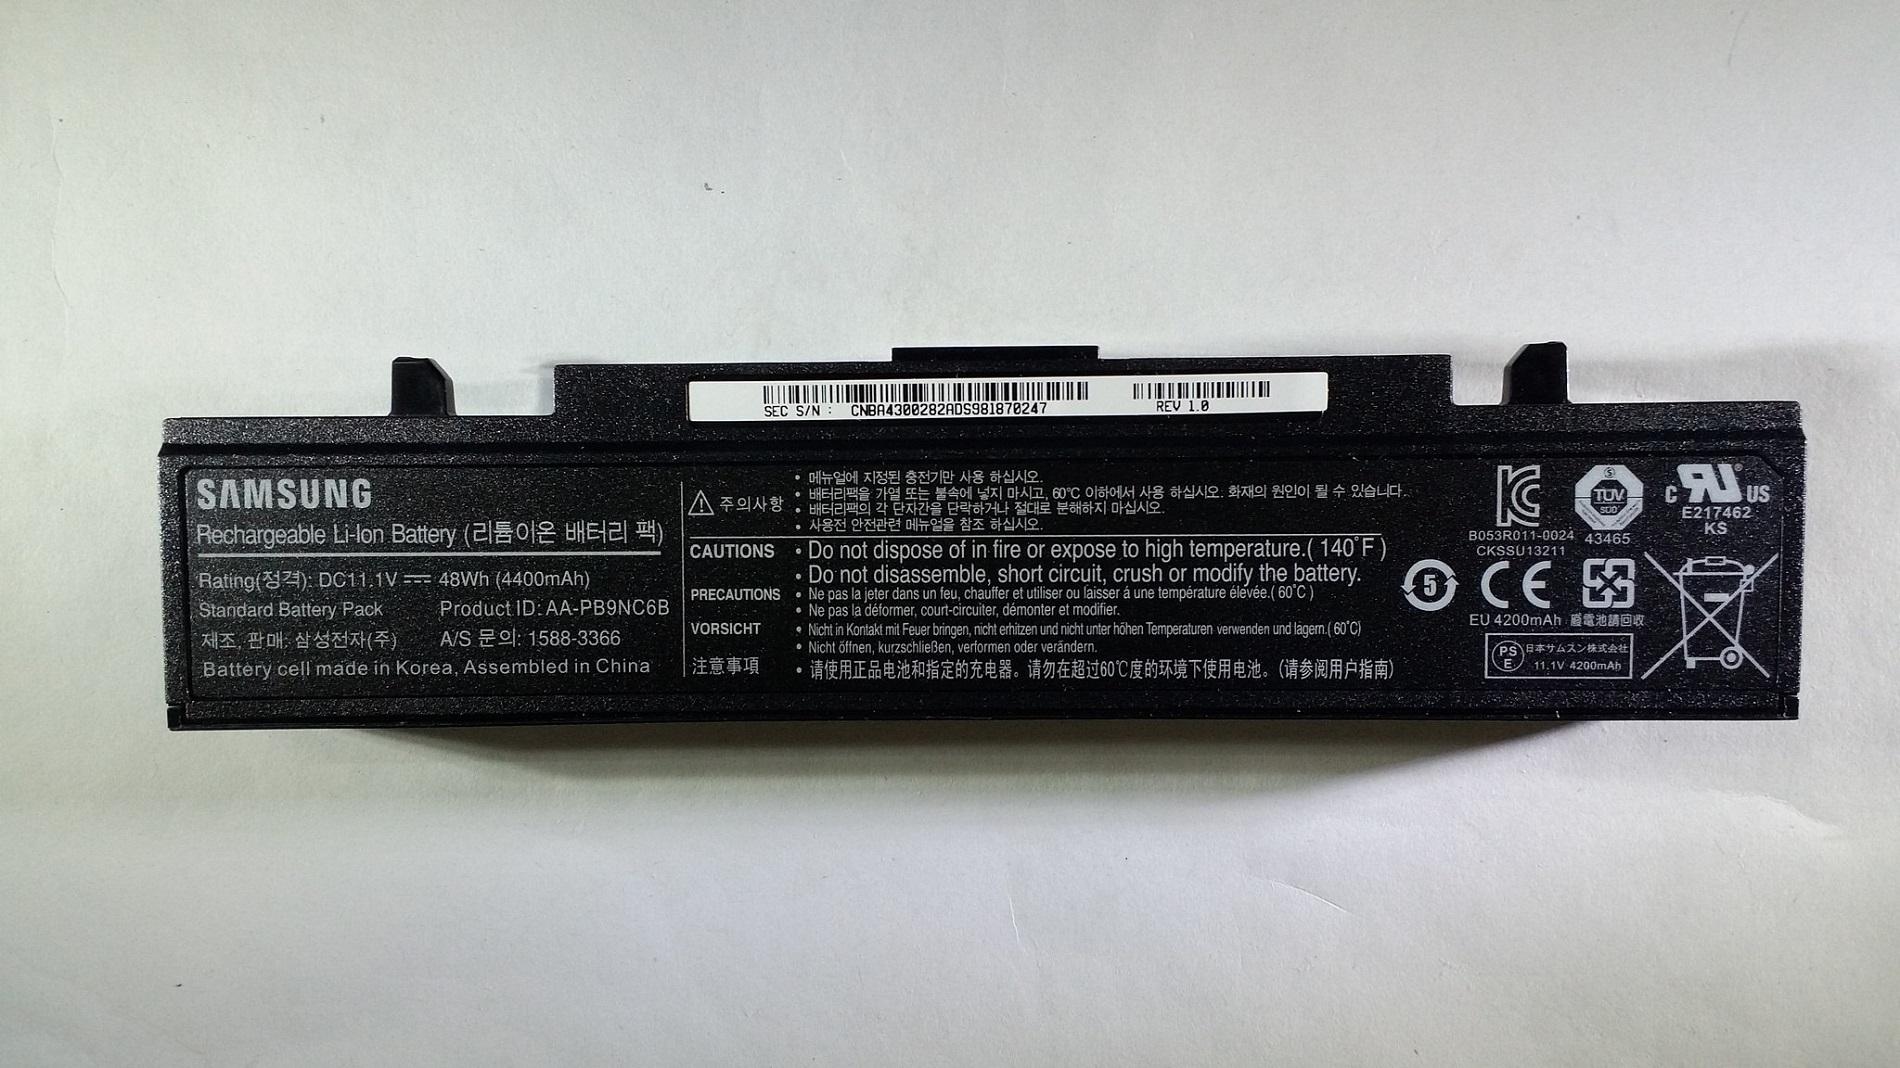 SEC S/N : CNBA4300282ADS981870247
REV 1.0
SAMSUNG
Rechargeable Li-Ion Battery (리튬이온 배터리 팩)
Rating(정격): DC11.1V 48Wh (4400mAh)
Standard Battery Pack Product ID: AA-PB9NC6B
제조, 판매: 삼성전자(주) A/S 문의: 1588-3366
Battery cell made in Korea, Assembled in China
주의사항
• 메뉴얼에 지정된 충전기만 사용 하십시오.
• 배터리팩을 가열 또는 불속에 넣지 마시고, 60°C 이하에서 사용 하십시오. 화재의 원인이 될 수 있습니다.
• 배터리팩의 각 단자간을 단락하거나 절대로 분해하지 마십시오.
• 사용전 안전관련 메뉴얼을 참조 하십시오.
CAUTIONS • Do not dispose of in fire or expose to high temperature.( 140°F )
• Do not disassemble, short circuit, crush or modify the battery.
PRECAUTIONS • Ne pas la jeter dans un feu, chauffer et utiliser ou laisser á une température élevée.( 60°C )
• Ne pas la déformer, court-circuiter, démonter et modifier.
VORSICHT • Nicht in Kontakt mit Feuer bringen, nicht erhitzen und nicht unter höhen Temperaturen verwenden und lagern.( 60°C)
• Nicht öffnen, kurzschließen, verformen oder verändern.
注意事項 • 请使用正品电池和指定的充电器。请勿在超过60℃度的环境下使用电池。(请参阅用户指南)
B053R011-0024
CKSSU13211
TÜV
SÜD
43465
C US
E217462
KS
5
CE
EU 4200mAh
廢電池請回收
PS
E
日本サムスン株式会社
11.1V 4200mAh